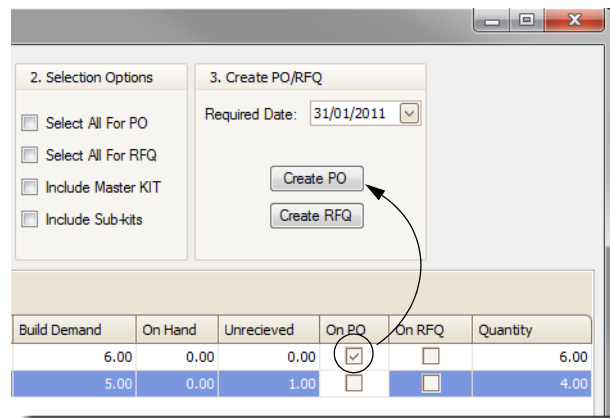 2. Selection Options
Select All For PO
Select All For RFQ
Include Master KIT
Include Sub-kits
3. Create PO/RFQ
Required Date: 31/01/2011
Create PO
Create RFQ
Build Demand On Hand Unrecieved On PO On RFQ Quantity
6.00 0.00 0.00 6.00
5.00 0.00 1.00 4.00